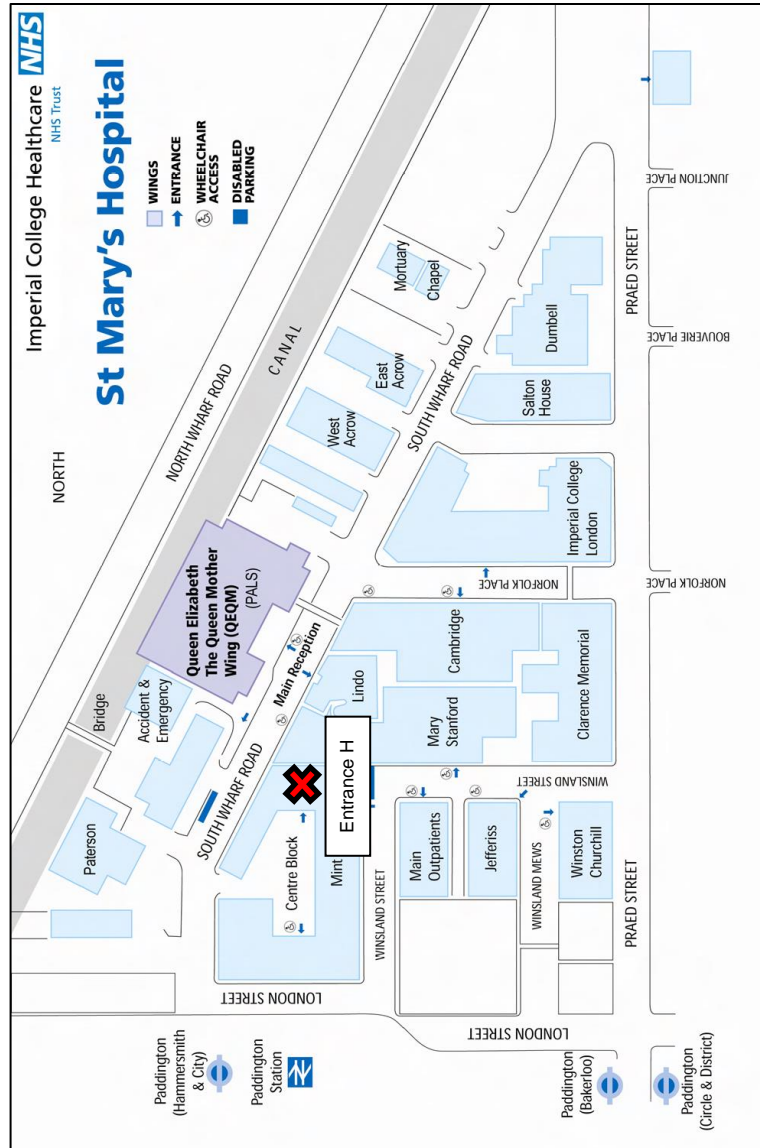 Imperial College Healthcare
NHS
NHS Trust
St Mary's Hospital
WINGS
ENTRANCE
WHEELCHAIR
ACCESS
DISABLED
PARKING
NORTH
NORTH WHARF ROAD
CANAL
Bridge
Paterson
Accident &
Emergency
Queen Elizabeth
The Queen Mother
Wing (QEQM)
(PALS)
West
Acrow
East
Acrow
Mortuary
Chapel
SOUTH WHARF ROAD
Main Reception
SOUTH WHARF ROAD
Dumbell
Salton
House
Imperial College
London
NORFOLK PLACE
Lindo
Cambridge
Mary
Stanford
Clarence Memorial
Entrance H
Centre Block
Mint
WINSLAND STREET
WINSLAND STREET
Main
Outpatients
Jefferiss
WINSLAND MEWS
Winston
Churchill
LONDON STREET
LONDON STREET
PRAED STREET
PRAED STREET
NORFOLK PLACE
BOUVERIE PLACE
JUNCTION PLACE
Paddington
(Hammersmith
& City)
Paddington
Station
Paddington
(Bakerloo)
Paddington
(Circle & District)